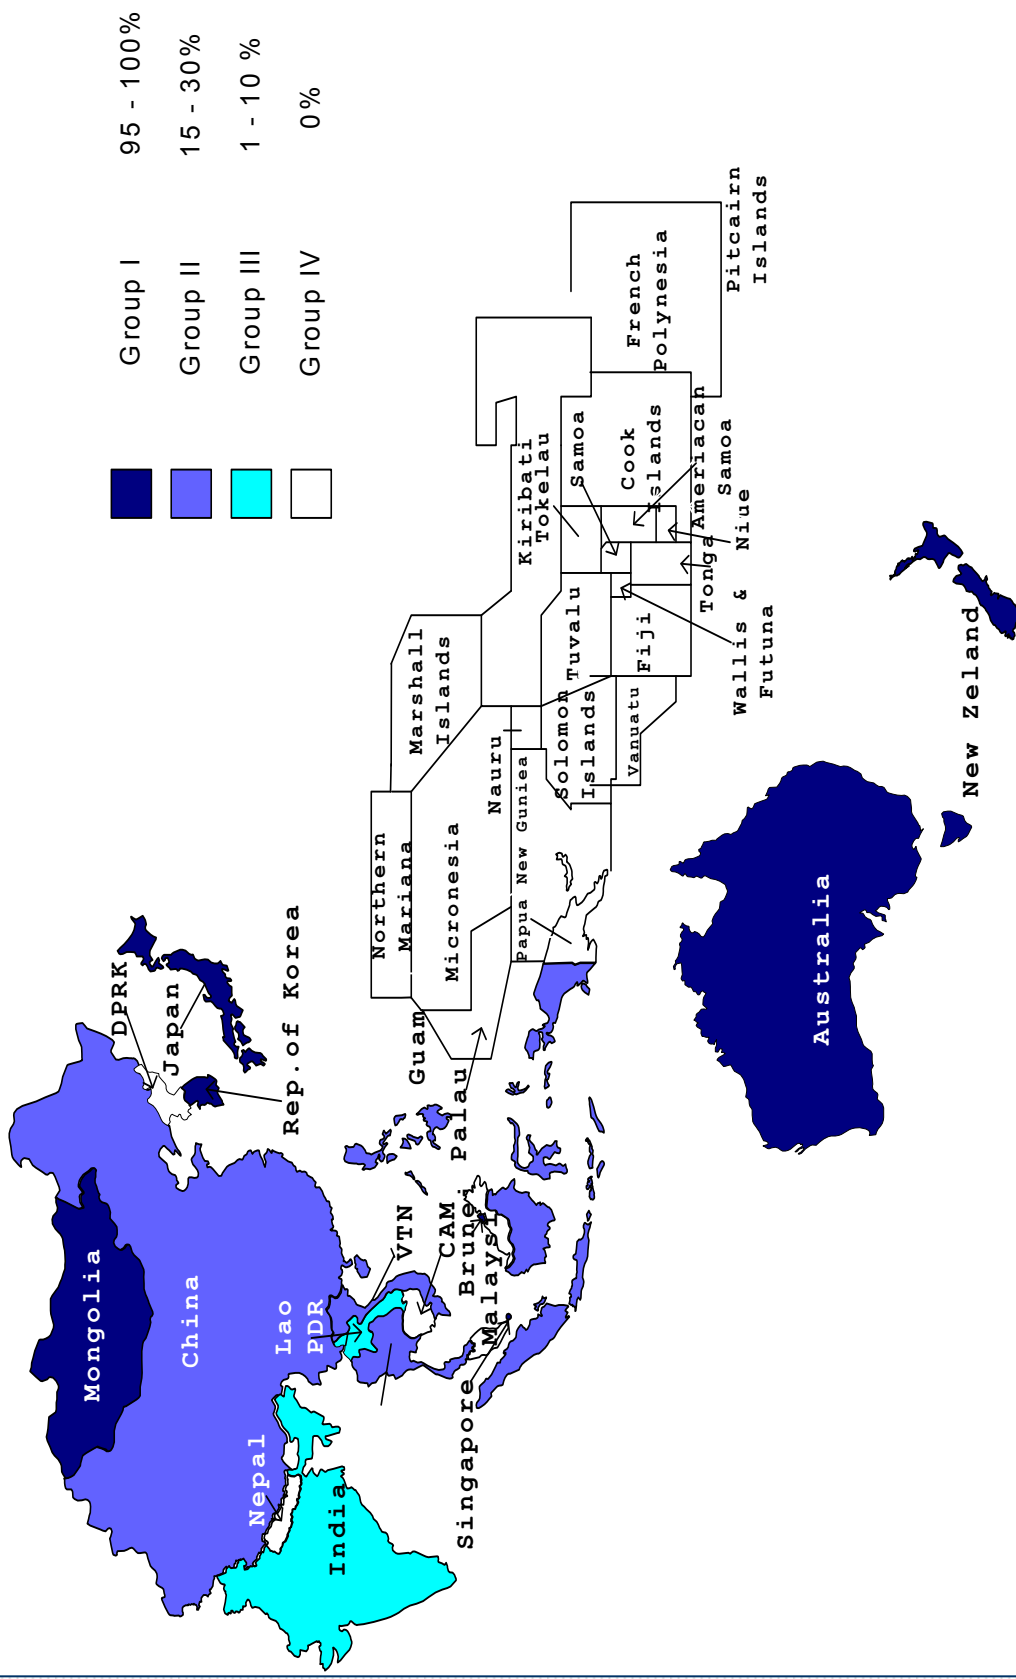 Group I 95 - 100%
Group II 15 - 30%
Group III 1 - 10 %
Group IV 0%
Mongolia
China
DPRK
Japan
Rep.of Korea
Nepal
India
Lao
PDR
VTN
CAM
Brunei
Malaysi
Singapore
Palau
Guam
Northern
Mariana
Micronesia
Marshall
Islands
Nauru
Papua New Guniea
Kiribati
Tokelau
Samoa
Solomon
Islands
Tuvalu
Vanuatu
Fiji
Cook
Islands
French
Polynesia
Pitcairn
Islands
Ameriacan
Samoa
Tonga
Niue
Wallis &
Futuna
Australia
New Zeland